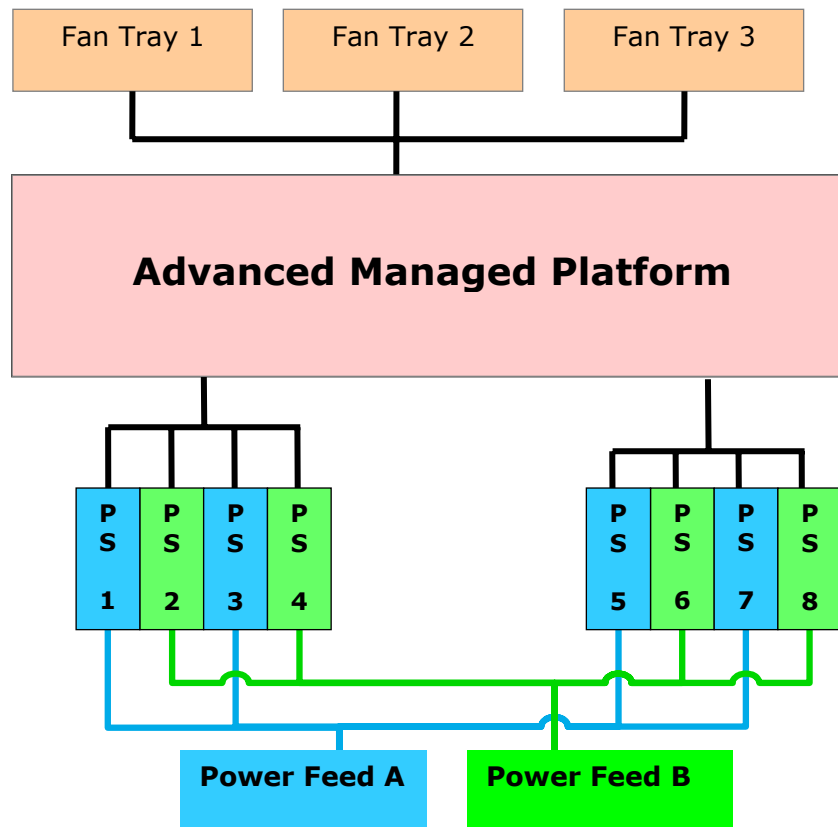 Fan Tray 1
Fan Tray 2
Fan Tray 3
Advanced Managed Platform
P
S
1
P
S
2
P
S
3
P
S
4
P
S
5
P
S
6
P
S
7
P
S
8
Power Feed A
Power Feed B